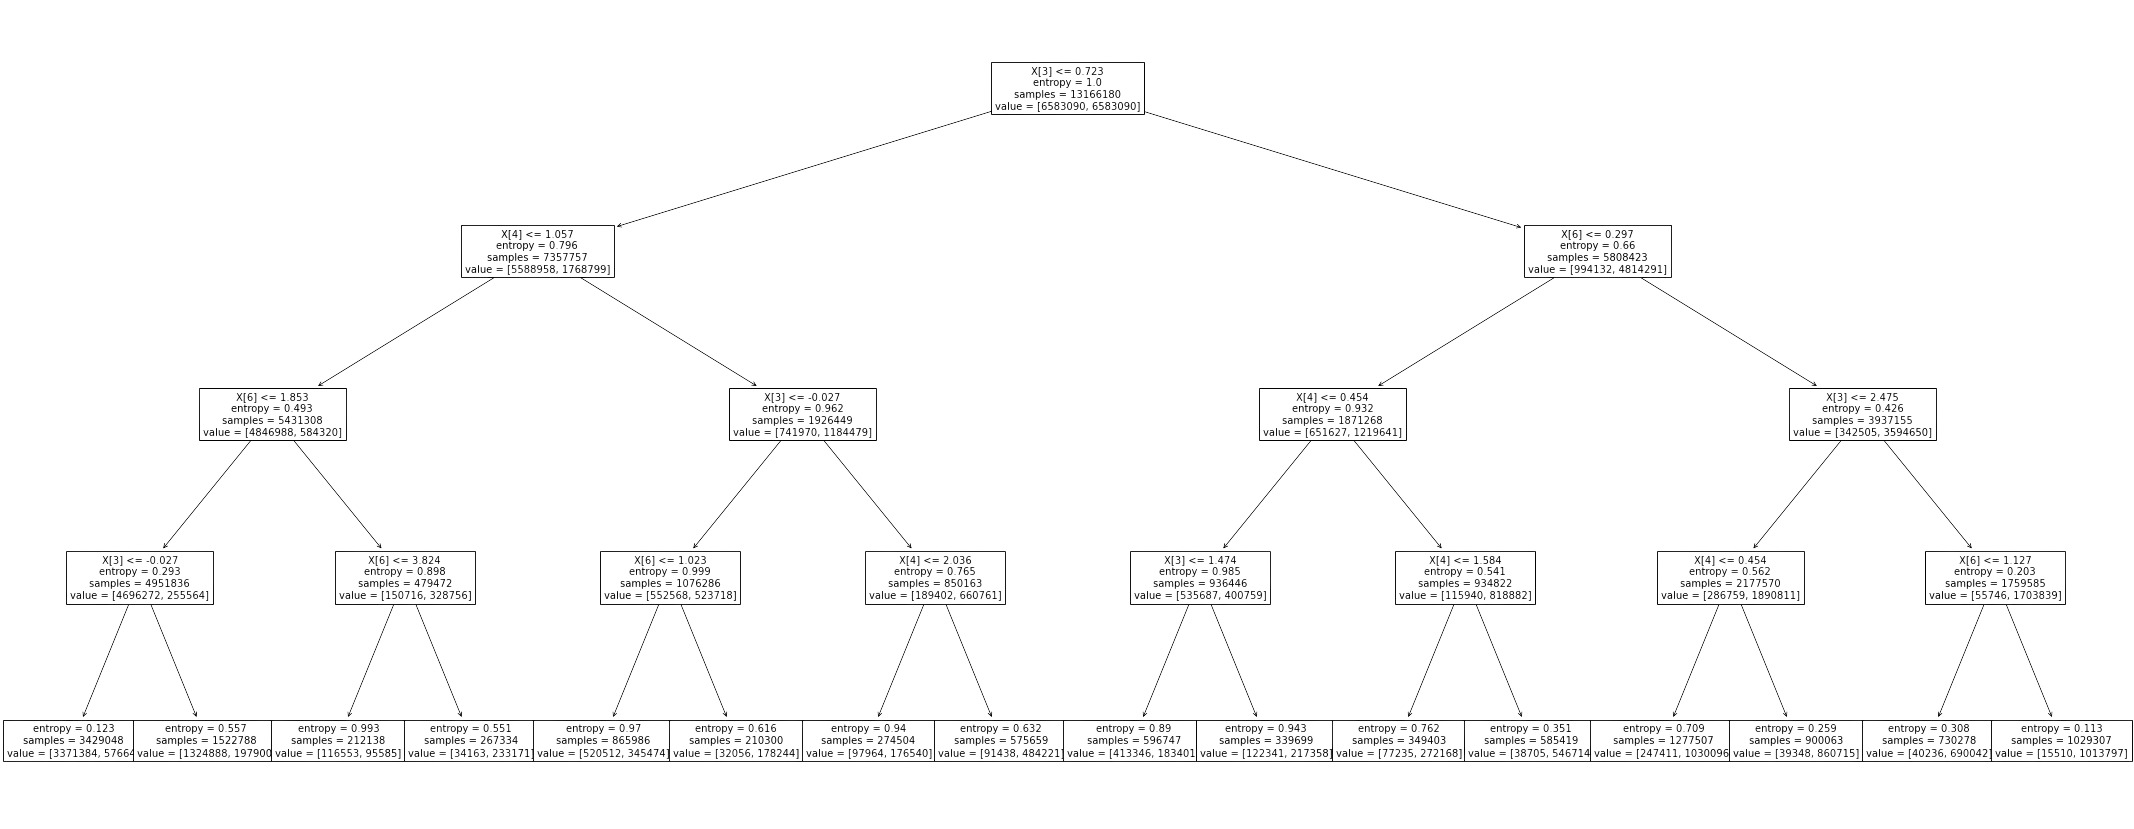 X[3] <= 0.723
entropy = 1.0
samples = 13166180
value = [6583090, 6583090]
X[4] <= 1.057
entropy = 0.796
samples = 7357757
value = [5588958, 1768799]
X[6] <= 0.297
entropy = 0.66
samples = 5808423
value = [994132, 4814291]
X[6] <= 1.853
entropy = 0.493
samples = 5431308
value = [4846988, 584320]
X[3] <= -0.027
entropy = 0.962
samples = 1926449
value = [741970, 1184479]
X[4] <= 0.454
entropy = 0.932
samples = 1871268
value = [651627, 1219641]
X[3] <= 2.475
entropy = 0.426
samples = 3937155
value = [342505, 3594650]
X[3] <= -0.027
entropy = 0.293
samples = 4951836
value = [4696272, 255564]
X[6] <= 3.824
entropy = 0.898
samples = 479472
value = [150716, 328756]
X[6] <= 1.023
entropy = 0.999
samples = 1076286
value = [552568, 523718]
X[4] <= 2.036
entropy = 0.765
samples = 850163
value = [189402, 660761]
X[3] <= 1.474
entropy = 0.985
samples = 936446
value = [535687, 400759]
X[4] <= 1.584
entropy = 0.541
samples = 934822
value = [115940, 818882]
X[4] <= 0.454
entropy = 0.562
samples = 2177570
value = [286759, 1890811]
X[6] <= 1.127
entropy = 0.203
samples = 1759585
value = [55746, 1703839]
entropy = 0.123
samples = 3429048
value = [3371384, 57664
entropy = 0.557
samples = 1522788
value = [1324888, 197900
entropy = 0.993
samples = 212138
value = [116553, 95585]
entropy = 0.551
samples = 267334
value = [34163, 233171]
entropy = 0.97
samples = 865986
value = [520512, 345474]
entropy = 0.616
samples = 210300
value = [32056, 178244]
entropy = 0.94
samples = 274504
value = [97964, 176540]
entropy = 0.632
samples = 575659
value = [91438, 484221]
entropy = 0.89
samples = 596747
value = [413346, 183401
entropy = 0.943
samples = 339699
value = [122341, 217358]
entropy = 0.762
samples = 349403
value = [77235, 272168]
entropy = 0.351
samples = 585419
value = [38705, 546714
entropy = 0.709
samples = 1277507
value = [247411, 1030096
entropy = 0.259
samples = 900063
value = [39348, 860715]
entropy = 0.308
samples = 730278
value = [40236, 690042]
entropy = 0.113
samples = 1029307
value = [15510, 1013797]